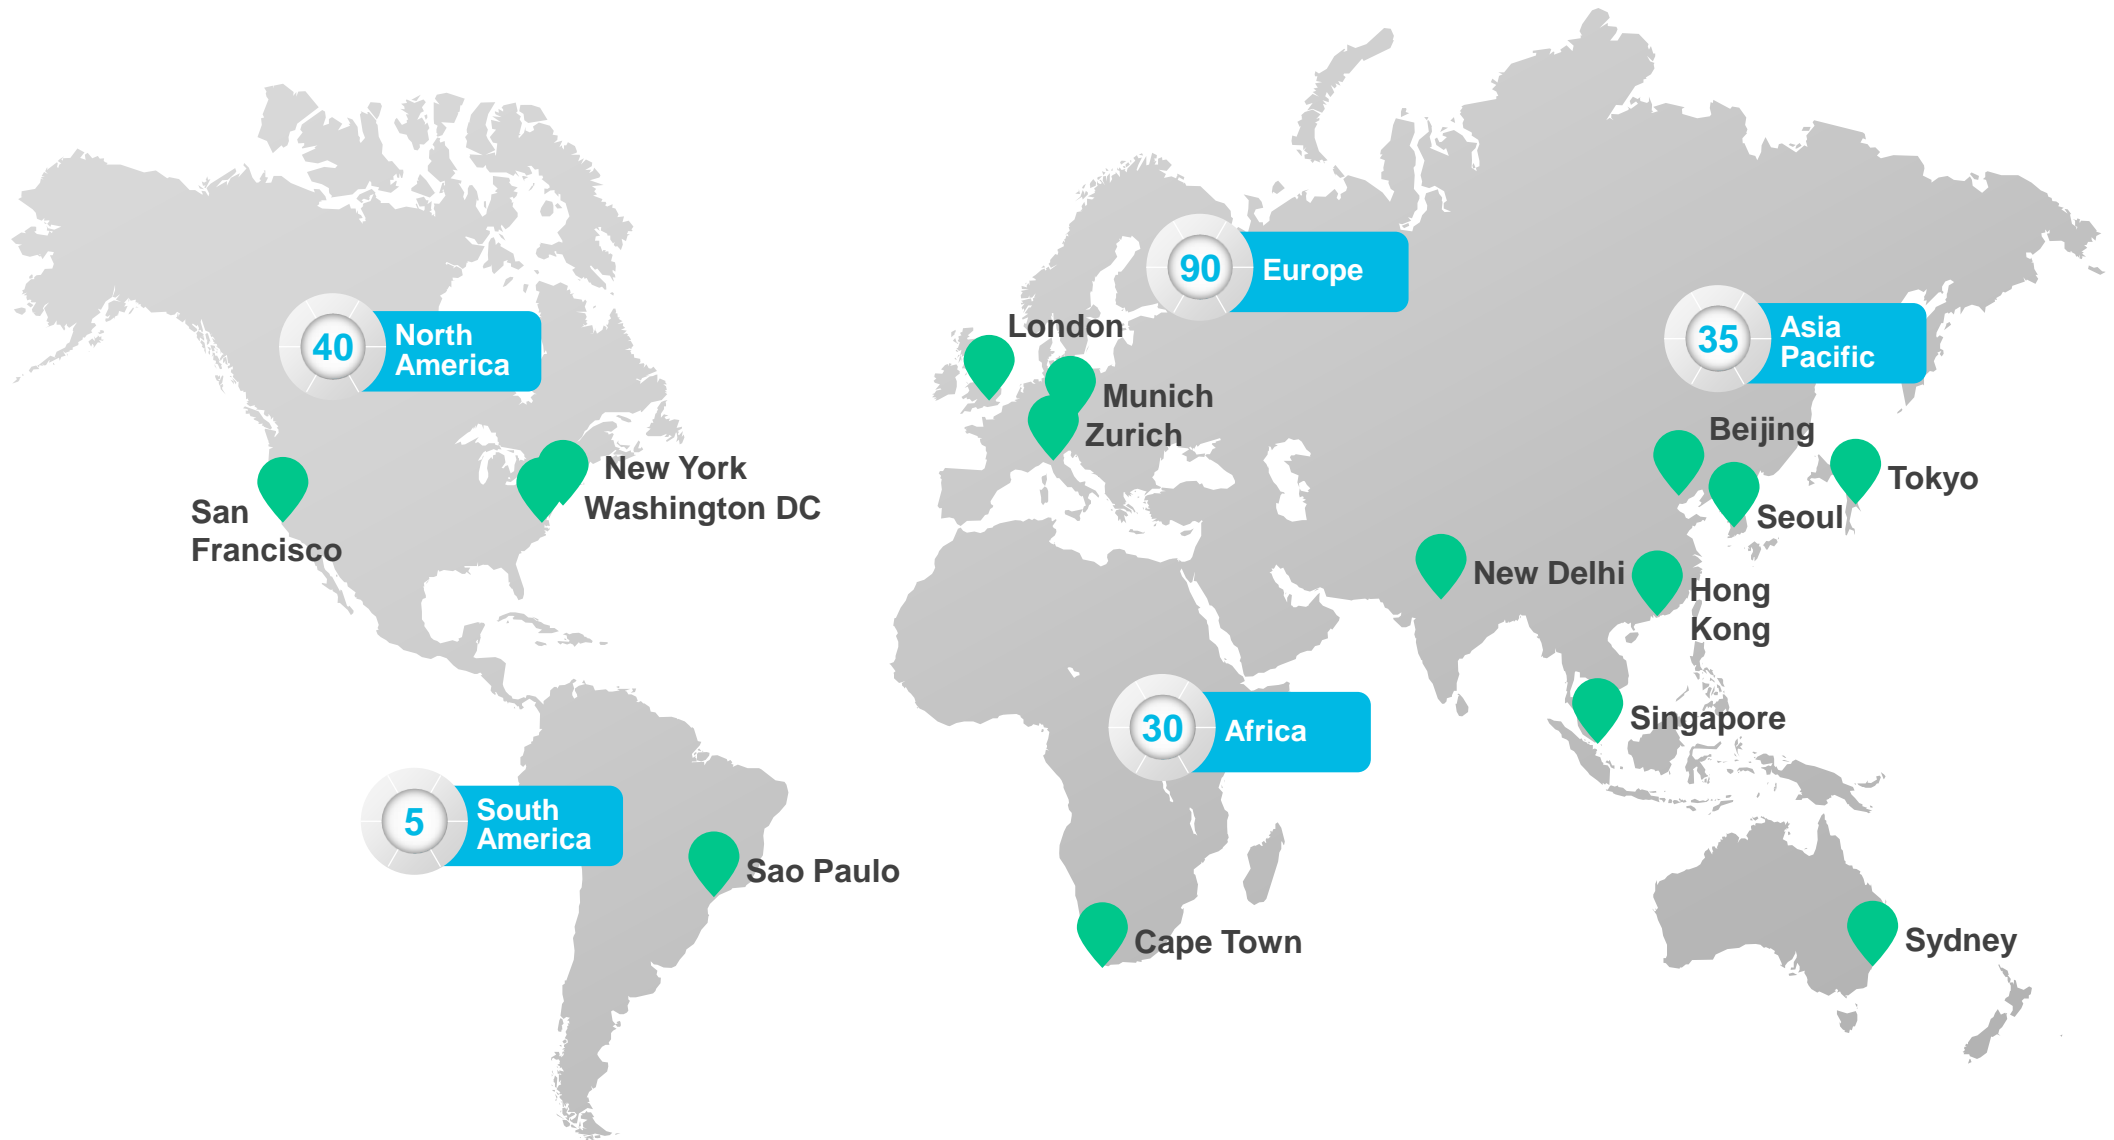 90
Europe
London
40
North
America
35
Asia
Pacific
Munich
Zurich
Beijing
New York
Tokyo
Washington DC
San
Francisco
Seoul
New Delhi
Hong
Kong
Singapore
30
Africa
5
South
America
Sao Paulo
Cape Town
Sydney